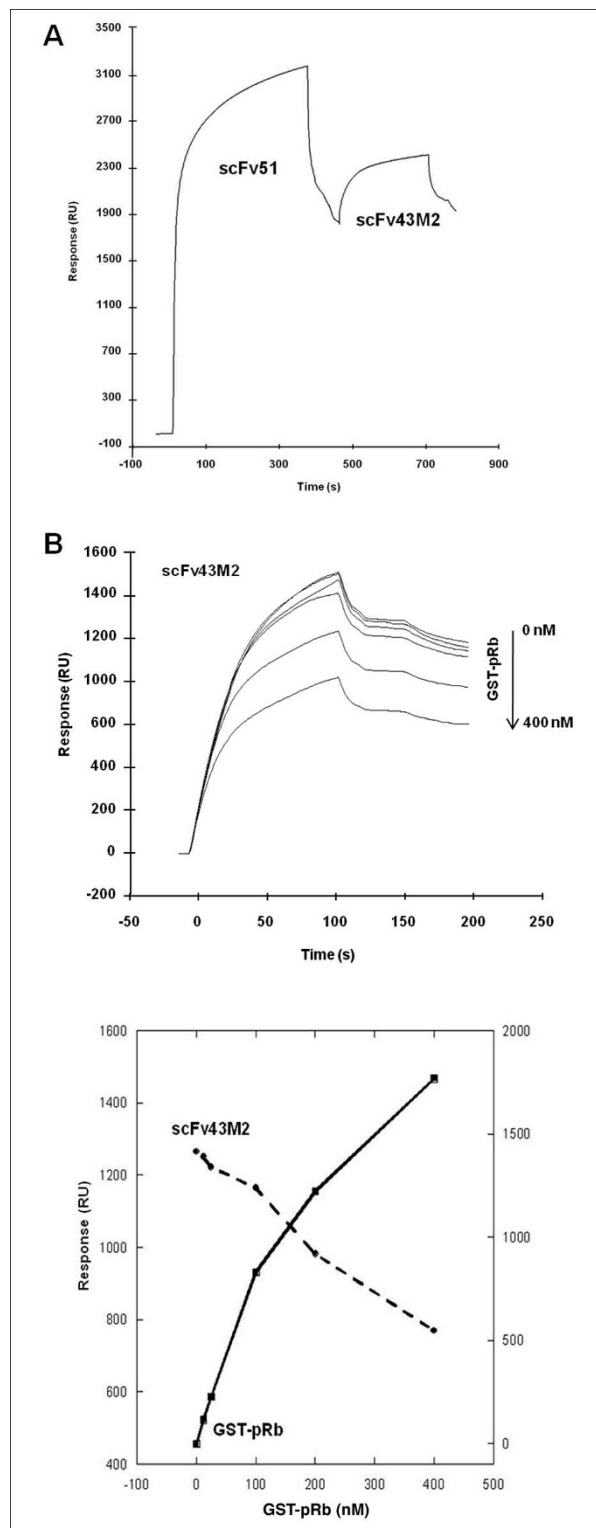 A
3500
3100
2700
2300
1900
1500
1100
700
300
-100
Response (RU)
scFv51
scFv43M2
-100 100 300 500 700 900
Time (s)
B
scFv43M2
1600
1400
1200
1000
800
600
400
200
0
-200
Response (RU)
GST-pRb
0 nM
400 nM
-50 0 50 100 150 200 250
Time (s)
1600
1400
1200
1000
800
600
400
Response (RU)
scFv43M2
GST-pRb
2000
1500
1000
500
0
-100 0 100 200 300 400 500
GST-pRb (nM)